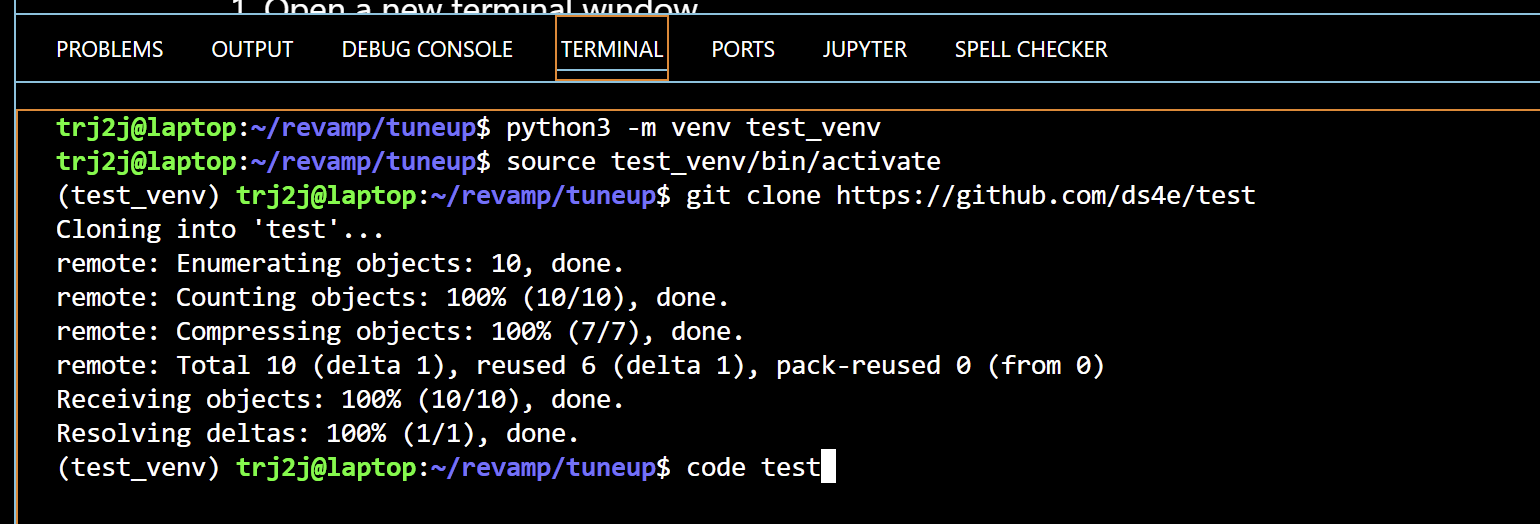 1. Open a new terminal window
PROBLEMS OUTPUT DEBUG CONSOLE TERMINAL PORTS JUPYTER SPELL CHECKER
trj2j@laptop:~/revamp/tuneup$ python3 -m venv test_venv
trj2j@laptop:~/revamp/tuneup$ source test_venv/bin/activate
(test_venv) trj2j@laptop:~/revamp/tuneup$ git clone https://github.com/ds4e/test
Cloning into 'test'...
remote: Enumerating objects: 10, done.
remote: Counting objects: 100% (10/10), done.
remote: Compressing objects: 100% (7/7), done.
remote: Total 10 (delta 1), reused 6 (delta 1), pack-reused 0 (from 0)
Receiving objects: 100% (10/10), done.
Resolving deltas: 100% (1/1), done.
(test_venv) trj2j@laptop:~/revamp/tuneup$ code test